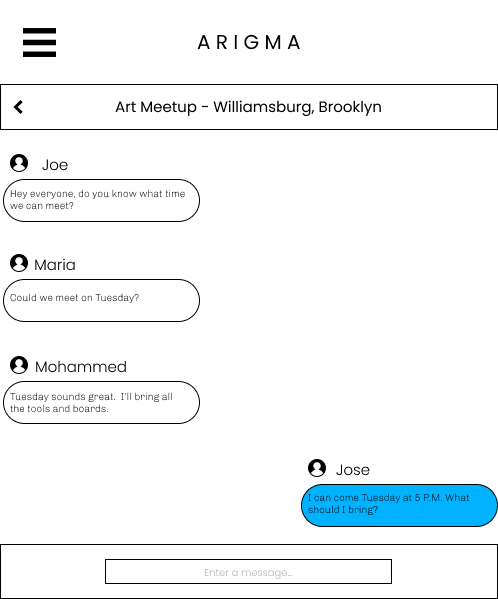 ARIGMA
Art Meetup - Williamsburg, Brooklyn
Joe
Hey everyone, do you know what time
we can meet?
Maria
Could we meet on Tuesday?
Mohammed
Tuesday sounds great. I'll bring all
the tools and boards.
Jose
I can come Tuesday at 5 P.M. What
should I bring?
Enter a message...